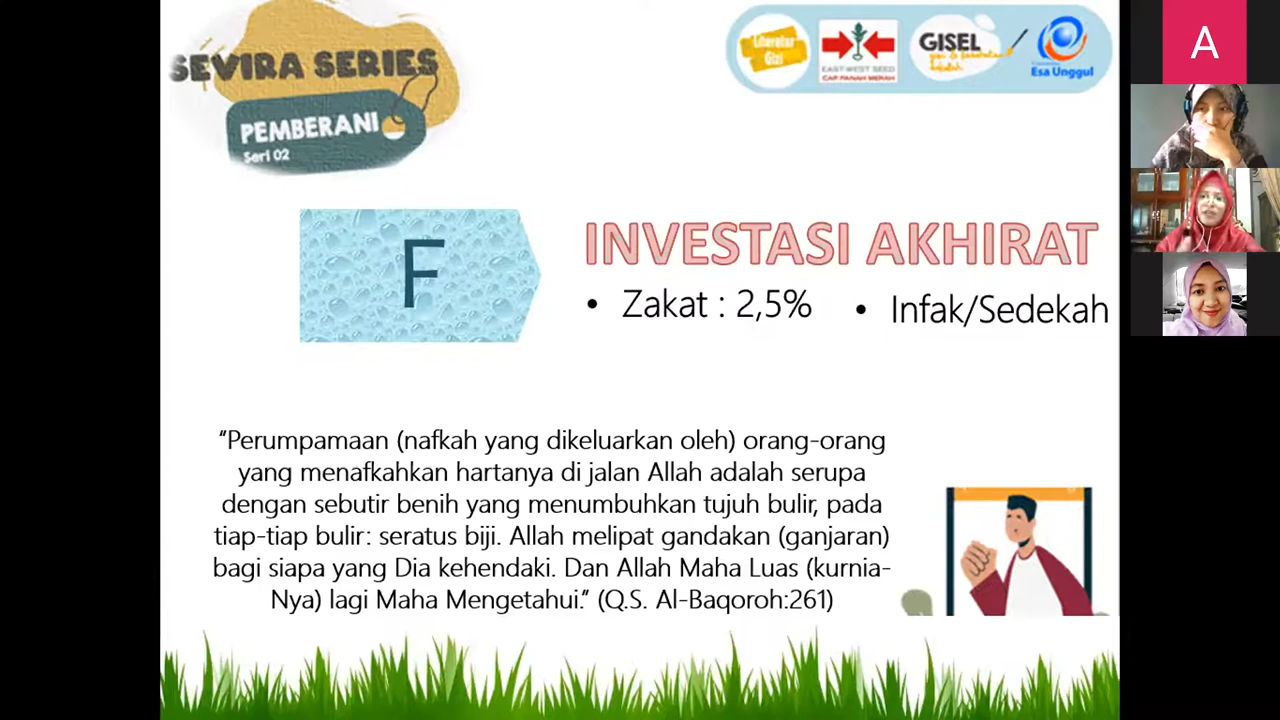 SEVIRA SERIES
PEMBERANI
Seri 02
Literatur
Gizi
EAST-WEST SEED
CAP PANAH MERAH
GISEL
Esa Unggul
A
F
INVESTASI AKHIRAT
• Zakat : 2,5%
• Infak/Sedekah
“Perumpamaan (nafkah yang dikeluarkan oleh) orang-orang
yang menafkahkan hartanya di jalan Allah adalah serupa
dengan sebutir benih yang menumbuhkan tujuh bulir, pada
tiap-tiap bulir: seratus biji. Allah melipat gandakan (ganjaran)
bagi siapa yang Dia kehendaki. Dan Allah Maha Luas (kurnia-
Nya) lagi Maha Mengetahui.” (Q.S. Al-Baqoroh:261)